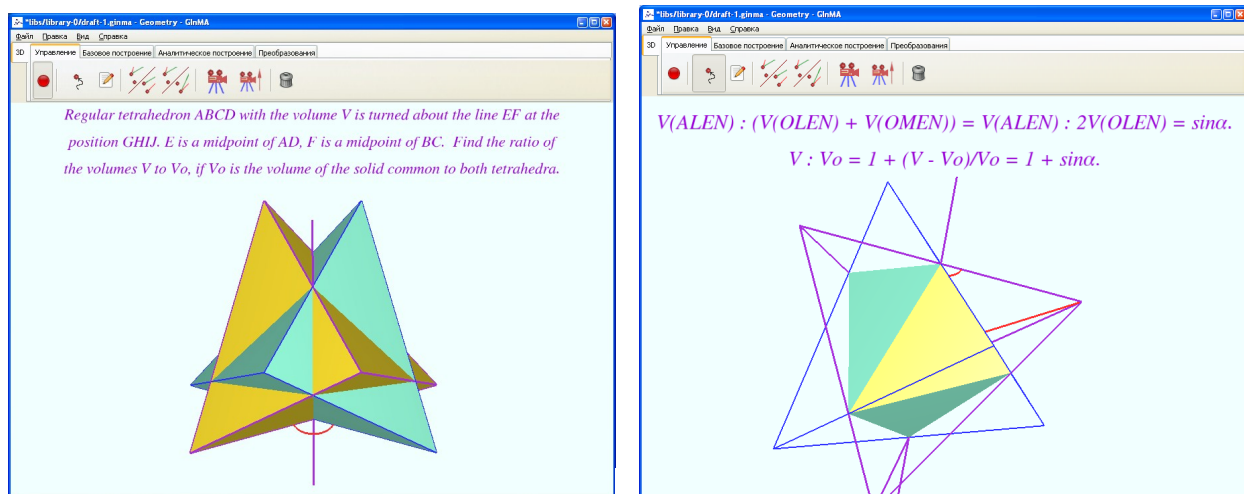 *libs/library-0/draft-1.ginma - Geometry - GInMA
Файл Правка Вид Справка
3D Управление Базовое построение Аналитическое построение Преобразования
Regular tetrahedron ABCD with the volume V is turned about the line EF at the
position GHIJ. E is a midpoint of AD, F is a midpoint of BC. Find the ratio of
the volumes V to Vo, if Vo is the volume of the solid common to both tetrahedra.
*libs/library-0/draft-1.ginma - Geometry - GInMA
Файл Правка Вид Справка
3D Управление Базовое построение Аналитическое построение Преобразования
V(ALEN) : (V(OLEN) + V(OMEN)) = V(ALEN) : 2V(OLEN) = sinα.
V : Vo = 1 + (V - Vo)/Vo = 1 + sinα.